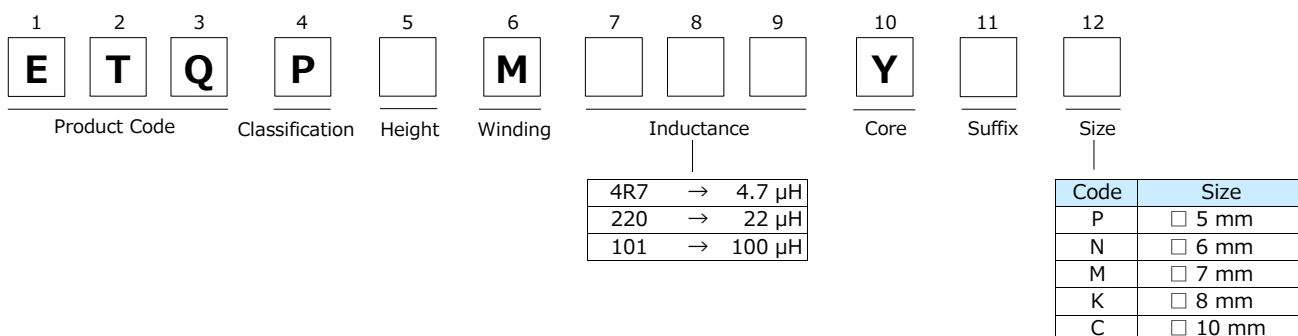 1 2 3 4 5 6 7 8 9 10 11 12
E T Q P M Y
Product Code Classification Height Winding Inductance Core Suffix Size
4R7 → 4.7 µH
220 → 22 µH
101 → 100 µH
Code Size
P □ 5 mm
N □ 6 mm
M □ 7 mm
K □ 8 mm
C □ 10 mm